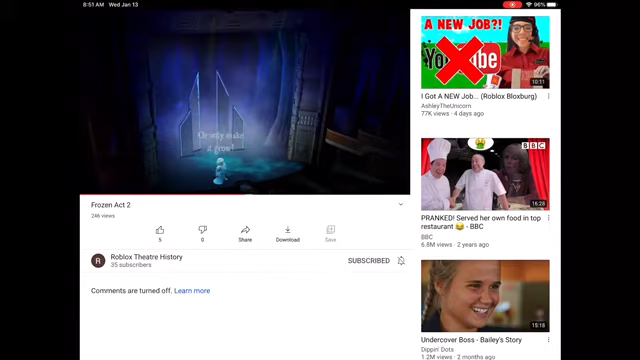 8:51 AM Wed Jan 13
96%
Or only make
it grow?
Frozen Act 2
246 views
5
0
Share
Download
Save
R
Roblox Theatre History
35 subscribers
SUBSCRIBED
Comments are turned off. Learn more
A NEW JOB?!
YouTube
10:11
I Got A NEW Job... (Roblox Bloxburg)
AshleyTheUnicorn
77K views · 4 days ago
BBC
16:28
PRANKED! Served her own food in top
restaurant 😂 - BBC
BBC
6.8M views · 2 years ago
15:18
Undercover Boss - Bailey's Story
Dippin' Dots
1.2M views · 2 months ago